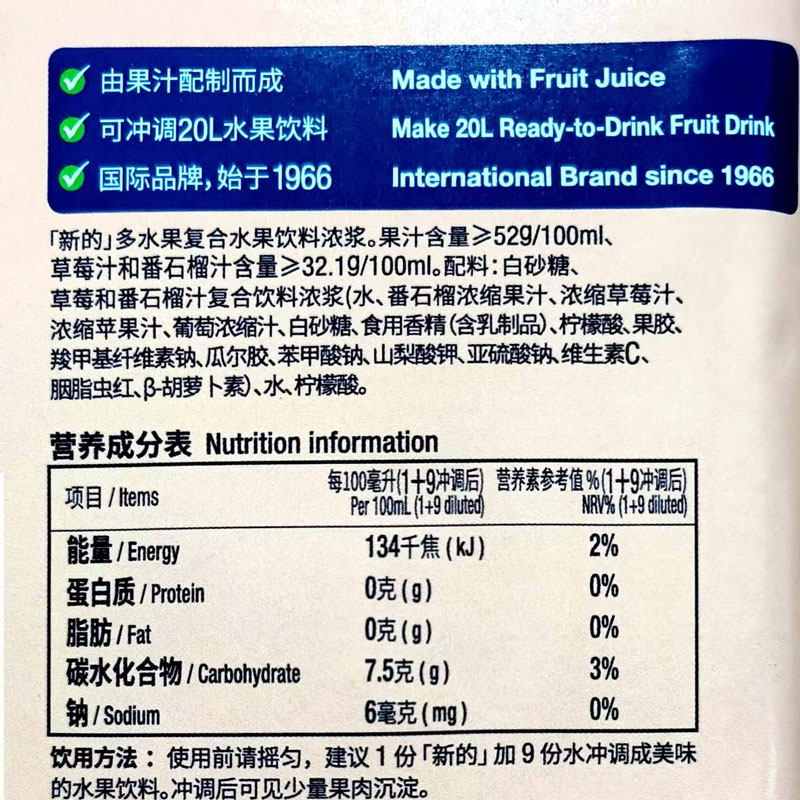 由果汁配制而成 Made with Fruit Juice
可冲调20L水果饮料 Make 20L Ready-to-Drink Fruit Drink
国际品牌，始于1966 International Brand since 1966
「新的」多水果复合水果饮料浓浆。果汁含量≥529/100ml、
草莓汁和番石榴汁含量≥32.19/100ml。配料：白砂糖、
草莓和番石榴汁复合饮料浓浆(水、番石榴浓缩果汁、浓缩草莓汁、
浓缩苹果汁、葡萄浓缩汁、白砂糖、食用香精(含乳制品)、柠檬酸、果胶、
羧甲基纤维素钠、瓜尔胶、苯甲酸钠、山梨酸钾、亚硫酸钠、维生素C、
胭脂虫红、β-胡萝卜素)、水、柠檬酸。
营养成分表 Nutrition information
项目 / Items 每100毫升(1+9冲调后) 营养素参考值%(1+9冲调后)
Per 100mL (1+9 diluted) NRV% (1+9 diluted)
能量 / Energy 134千焦 (kJ) 2%
蛋白质 / Protein 0克 (g) 0%
脂肪 / Fat 0克 (g) 0%
碳水化合物 / Carbohydrate 7.5克 (g) 3%
钠 / Sodium 6毫克 (mg) 0%
饮用方法：使用前请摇匀，建议1份「新的」加9份水冲调成美味
的水果饮料。冲调后可见少量果肉沉淀。